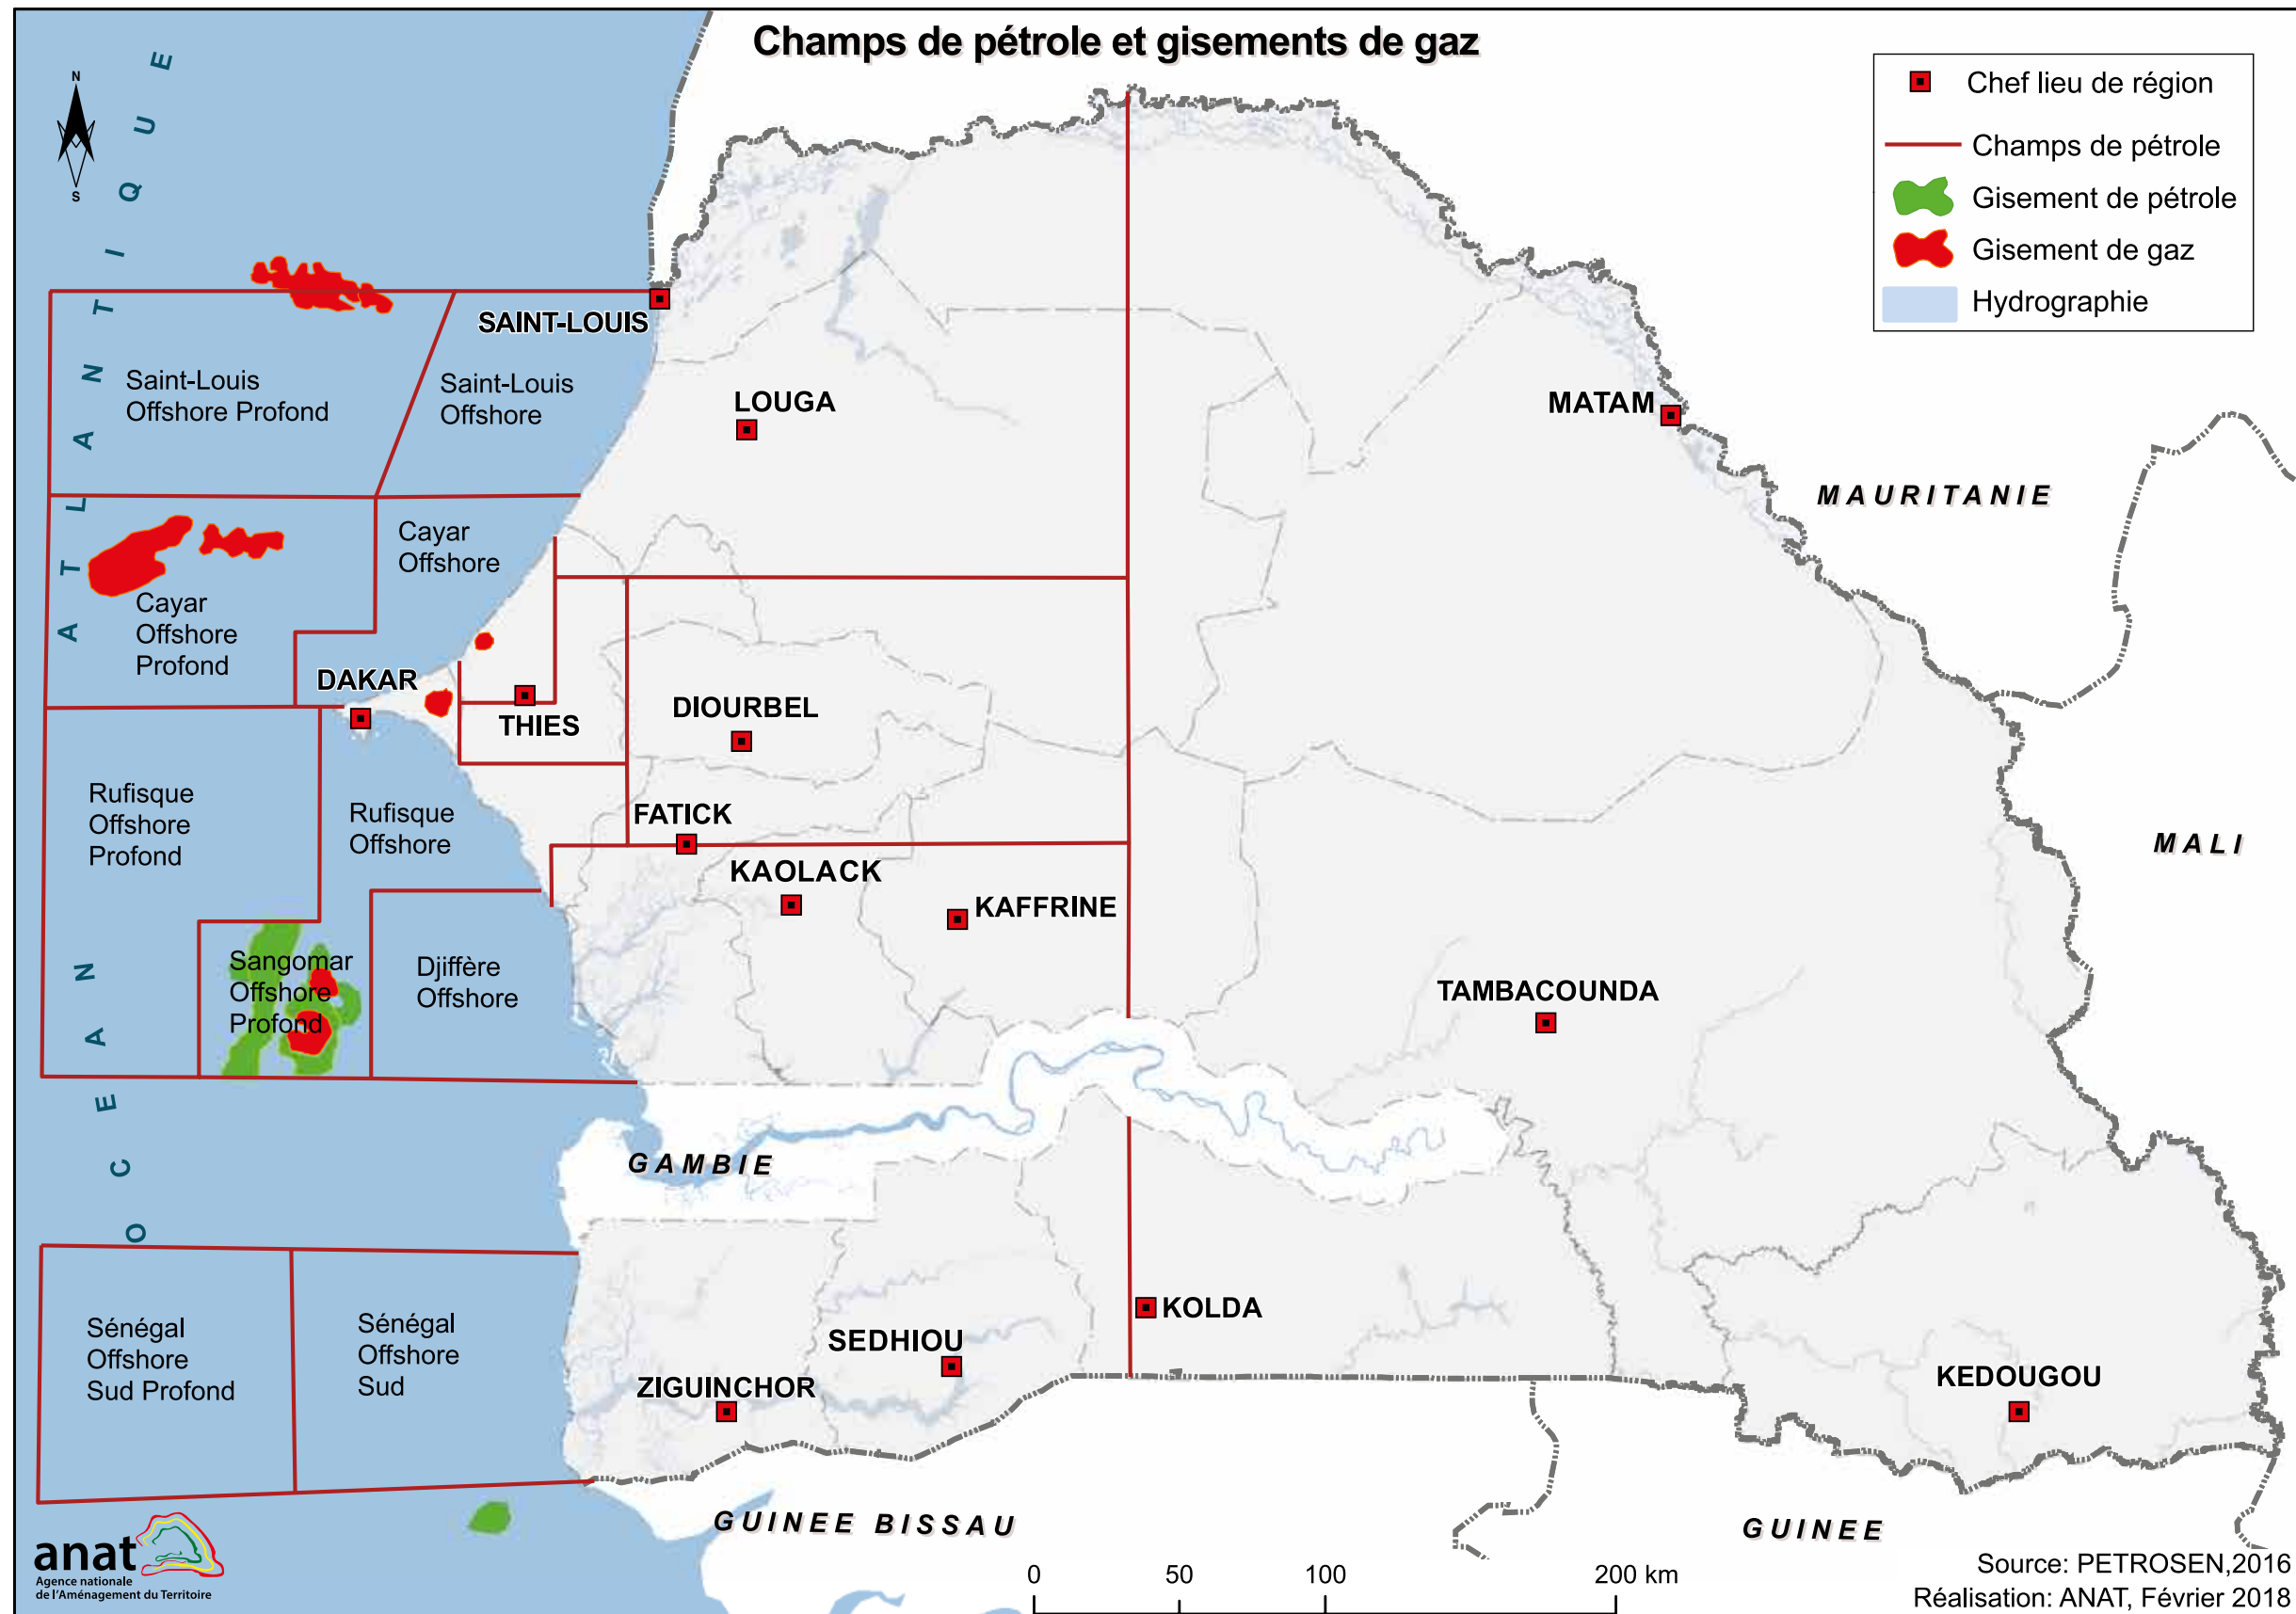 Champs de pétrole et gisements de gaz
N
S
Chef lieu de région
Champs de pétrole
Gisement de pétrole
Gisement de gaz
Hydrographie
OCEAN ATLANTIQUE
SAINT-LOUIS
Saint-Louis
Offshore Profond
Saint-Louis
Offshore
LOUGA
MATAM
MAURITANIE
Cayar
Offshore
Cayar
Offshore
Profond
DAKAR
THIES
DIOURBEL
Rufisque
Offshore
Profond
Rufisque
Offshore
FATICK
KAOLACK
KAFFRINE
MALI
Sangomar
Offshore
Profond
Djiffère
Offshore
TAMBACOUNDA
GAMBIE
Sénégal
Offshore
Sud Profond
Sénégal
Offshore
Sud
KOLDA
SEDHIOU
ZIGUINCHOR
KEDOUGOU
GUINEE BISSAU
GUINEE
anat
Agence nationale
de l'Aménagement du Territoire
0 50 100 200 km
Source: PETROSEN,2016
Réalisation: ANAT, Février 2018